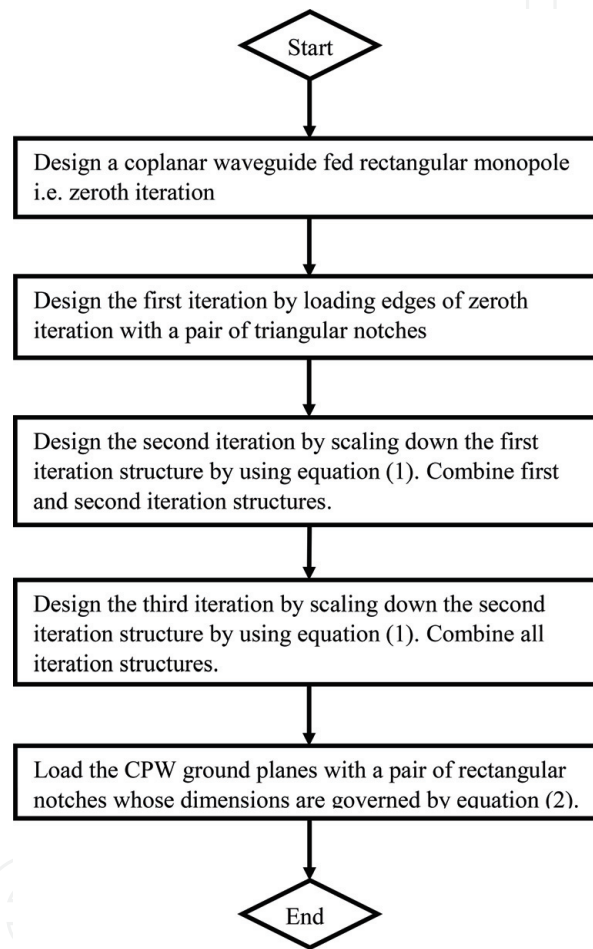 Start
Design a coplanar waveguide fed rectangular monopole
i.e. zeroth iteration
Design the first iteration by loading edges of zeroth
iteration with a pair of triangular notches
Design the second iteration by scaling down the first
iteration structure by using equation (1). Combine first
and second iteration structures.
Design the third iteration by scaling down the second
iteration structure by using equation (1). Combine all
iteration structures.
Load the CPW ground planes with a pair of rectangular
notches whose dimensions are governed by equation (2).
End